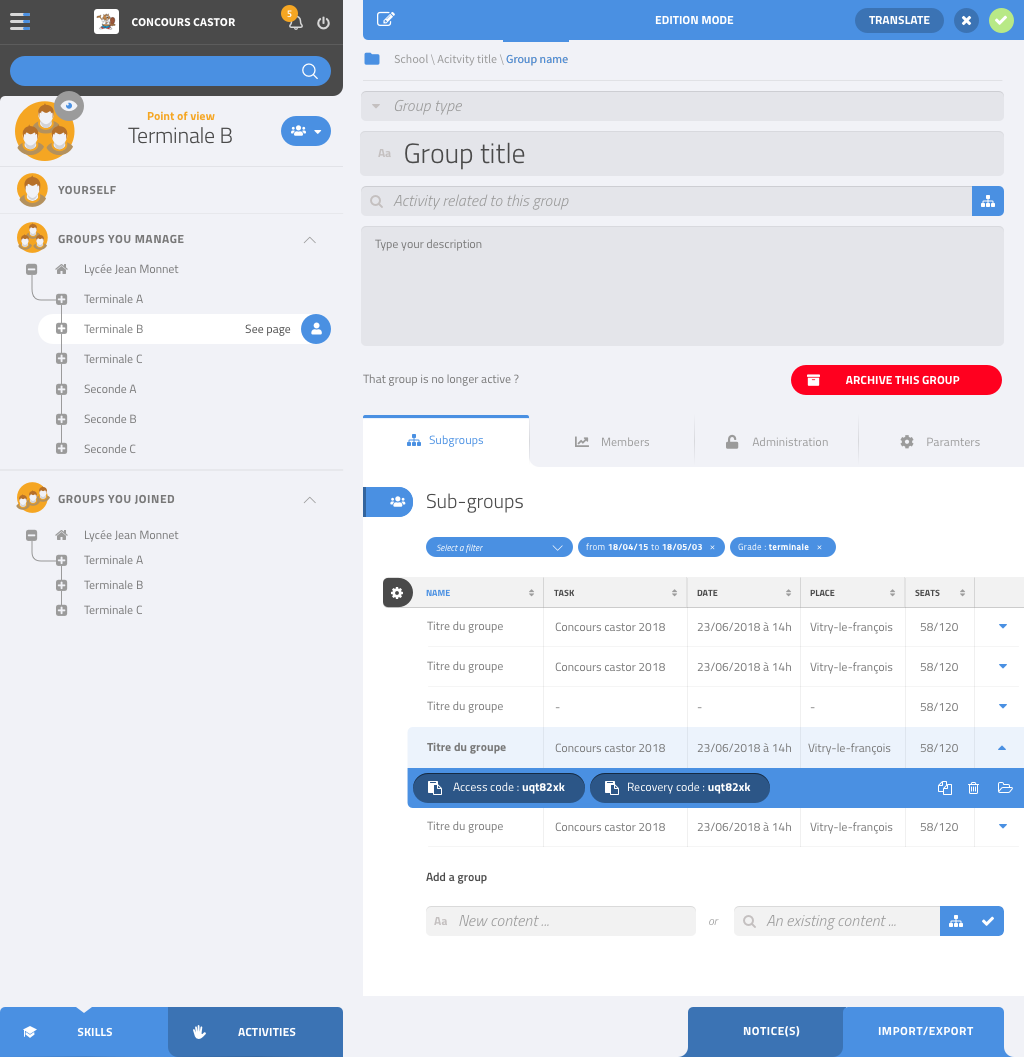 CONCOURS CASTOR
5
EDITION MODE
TRANSLATE
School \ Acitvity title \ Group name
Point of view
Terminale B
YOURSELF
GROUPS YOU MANAGE
Lycée Jean Monnet
Terminale A
Terminale B
See page
Terminale C
Seconde A
Seconde B
Seconde C
GROUPS YOU JOINED
Lycée Jean Monnet
Terminale A
Terminale B
Terminale C
SKILLS
ACTIVITIES
Group type
Aa Group title
Activity related to this group
Type your description
That group is no longer active ?
ARCHIVE THIS GROUP
Subgroups
Members
Administration
Paramters
Sub-groups
Select a filter
from 18/04/15 to 18/05/03 ×
Grade : terminale ×
NAME TASK DATE PLACE SEATS
Titre du groupe Concours castor 2018 23/06/2018 à 14h Vitry-le-françois 58/120
Titre du groupe Concours castor 2018 23/06/2018 à 14h Vitry-le-françois 58/120
Titre du groupe - - - 58/120
Titre du groupe Concours castor 2018 23/06/2018 à 14h Vitry-le-françois 58/120
Access code : uqt82xk
Recovery code : uqt82xk
Titre du groupe Concours castor 2018 23/06/2018 à 14h Vitry-le-françois 58/120
Add a group
Aa New content ...
or
An existing content ...
NOTICE(S)
IMPORT/EXPORT